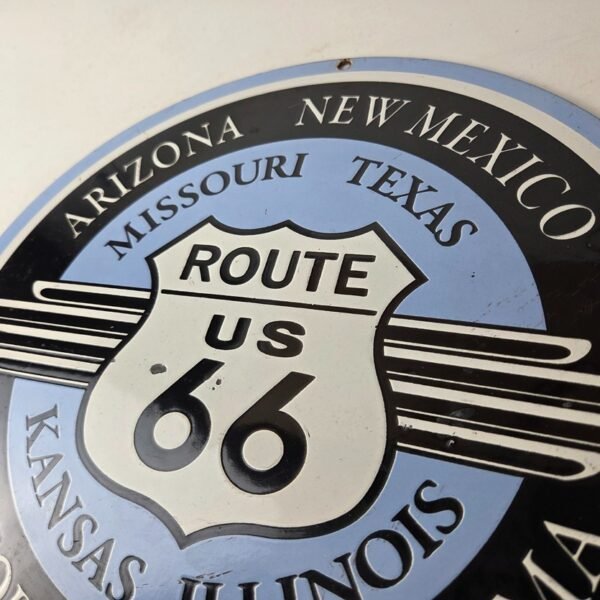 ARIZONA NEW MEXICO
MISSOURI TEXAS
ROUTE
US
66
KANSAS ILLINOIS